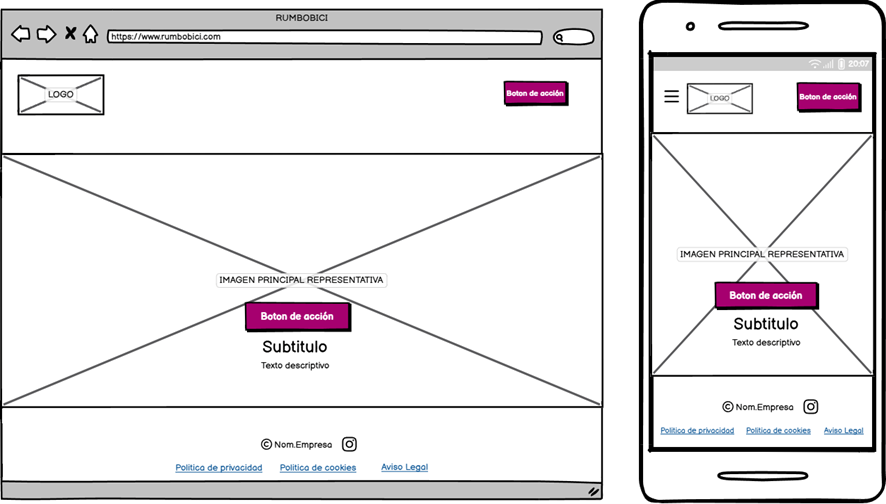 RUMBOBICI
https://www.rumbobici.com
LOGO
Boton de acción
IMAGEN PRINCIPAL REPRESENTATIVA
Boton de acción
Subtitulo
Texto descriptivo
© Nom.Empresa
Politica de privacidad Politica de cookies Aviso Legal
20:07
LOGO
Boton de acción
IMAGEN PRINCIPAL REPRESENTATIVA
Boton de acción
Subtitulo
Texto descriptivo
© Nom.Empresa
Politica de privacidad Politica de cookies Aviso Legal